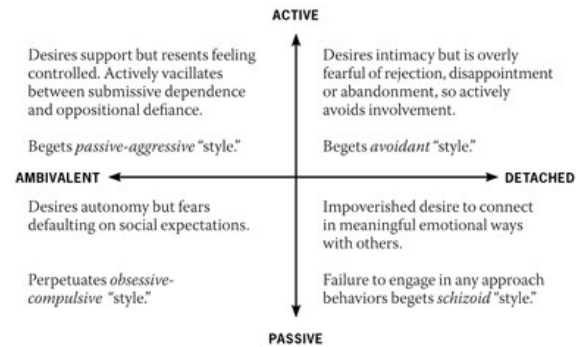 ACTIVE
Desires support but resents feeling
controlled. Actively vacillates
between submissive dependence
and oppositional defiance.
Begets passive-aggressive “style.”
Desires intimacy but is overly
fearful of rejection, disappointment
or abandonment, so actively
avoids involvement.
Begets avoidant “style.”
AMBIVALENT
DETACHED
Desires autonomy but fears
defaulting on social expectations.
Perpetuates obsessive-
compulsive “style.”
Impoverished desire to connect
in meaningful emotional ways
with others.
Failure to engage in any approach
behaviors begets schizoid “style.”
PASSIVE